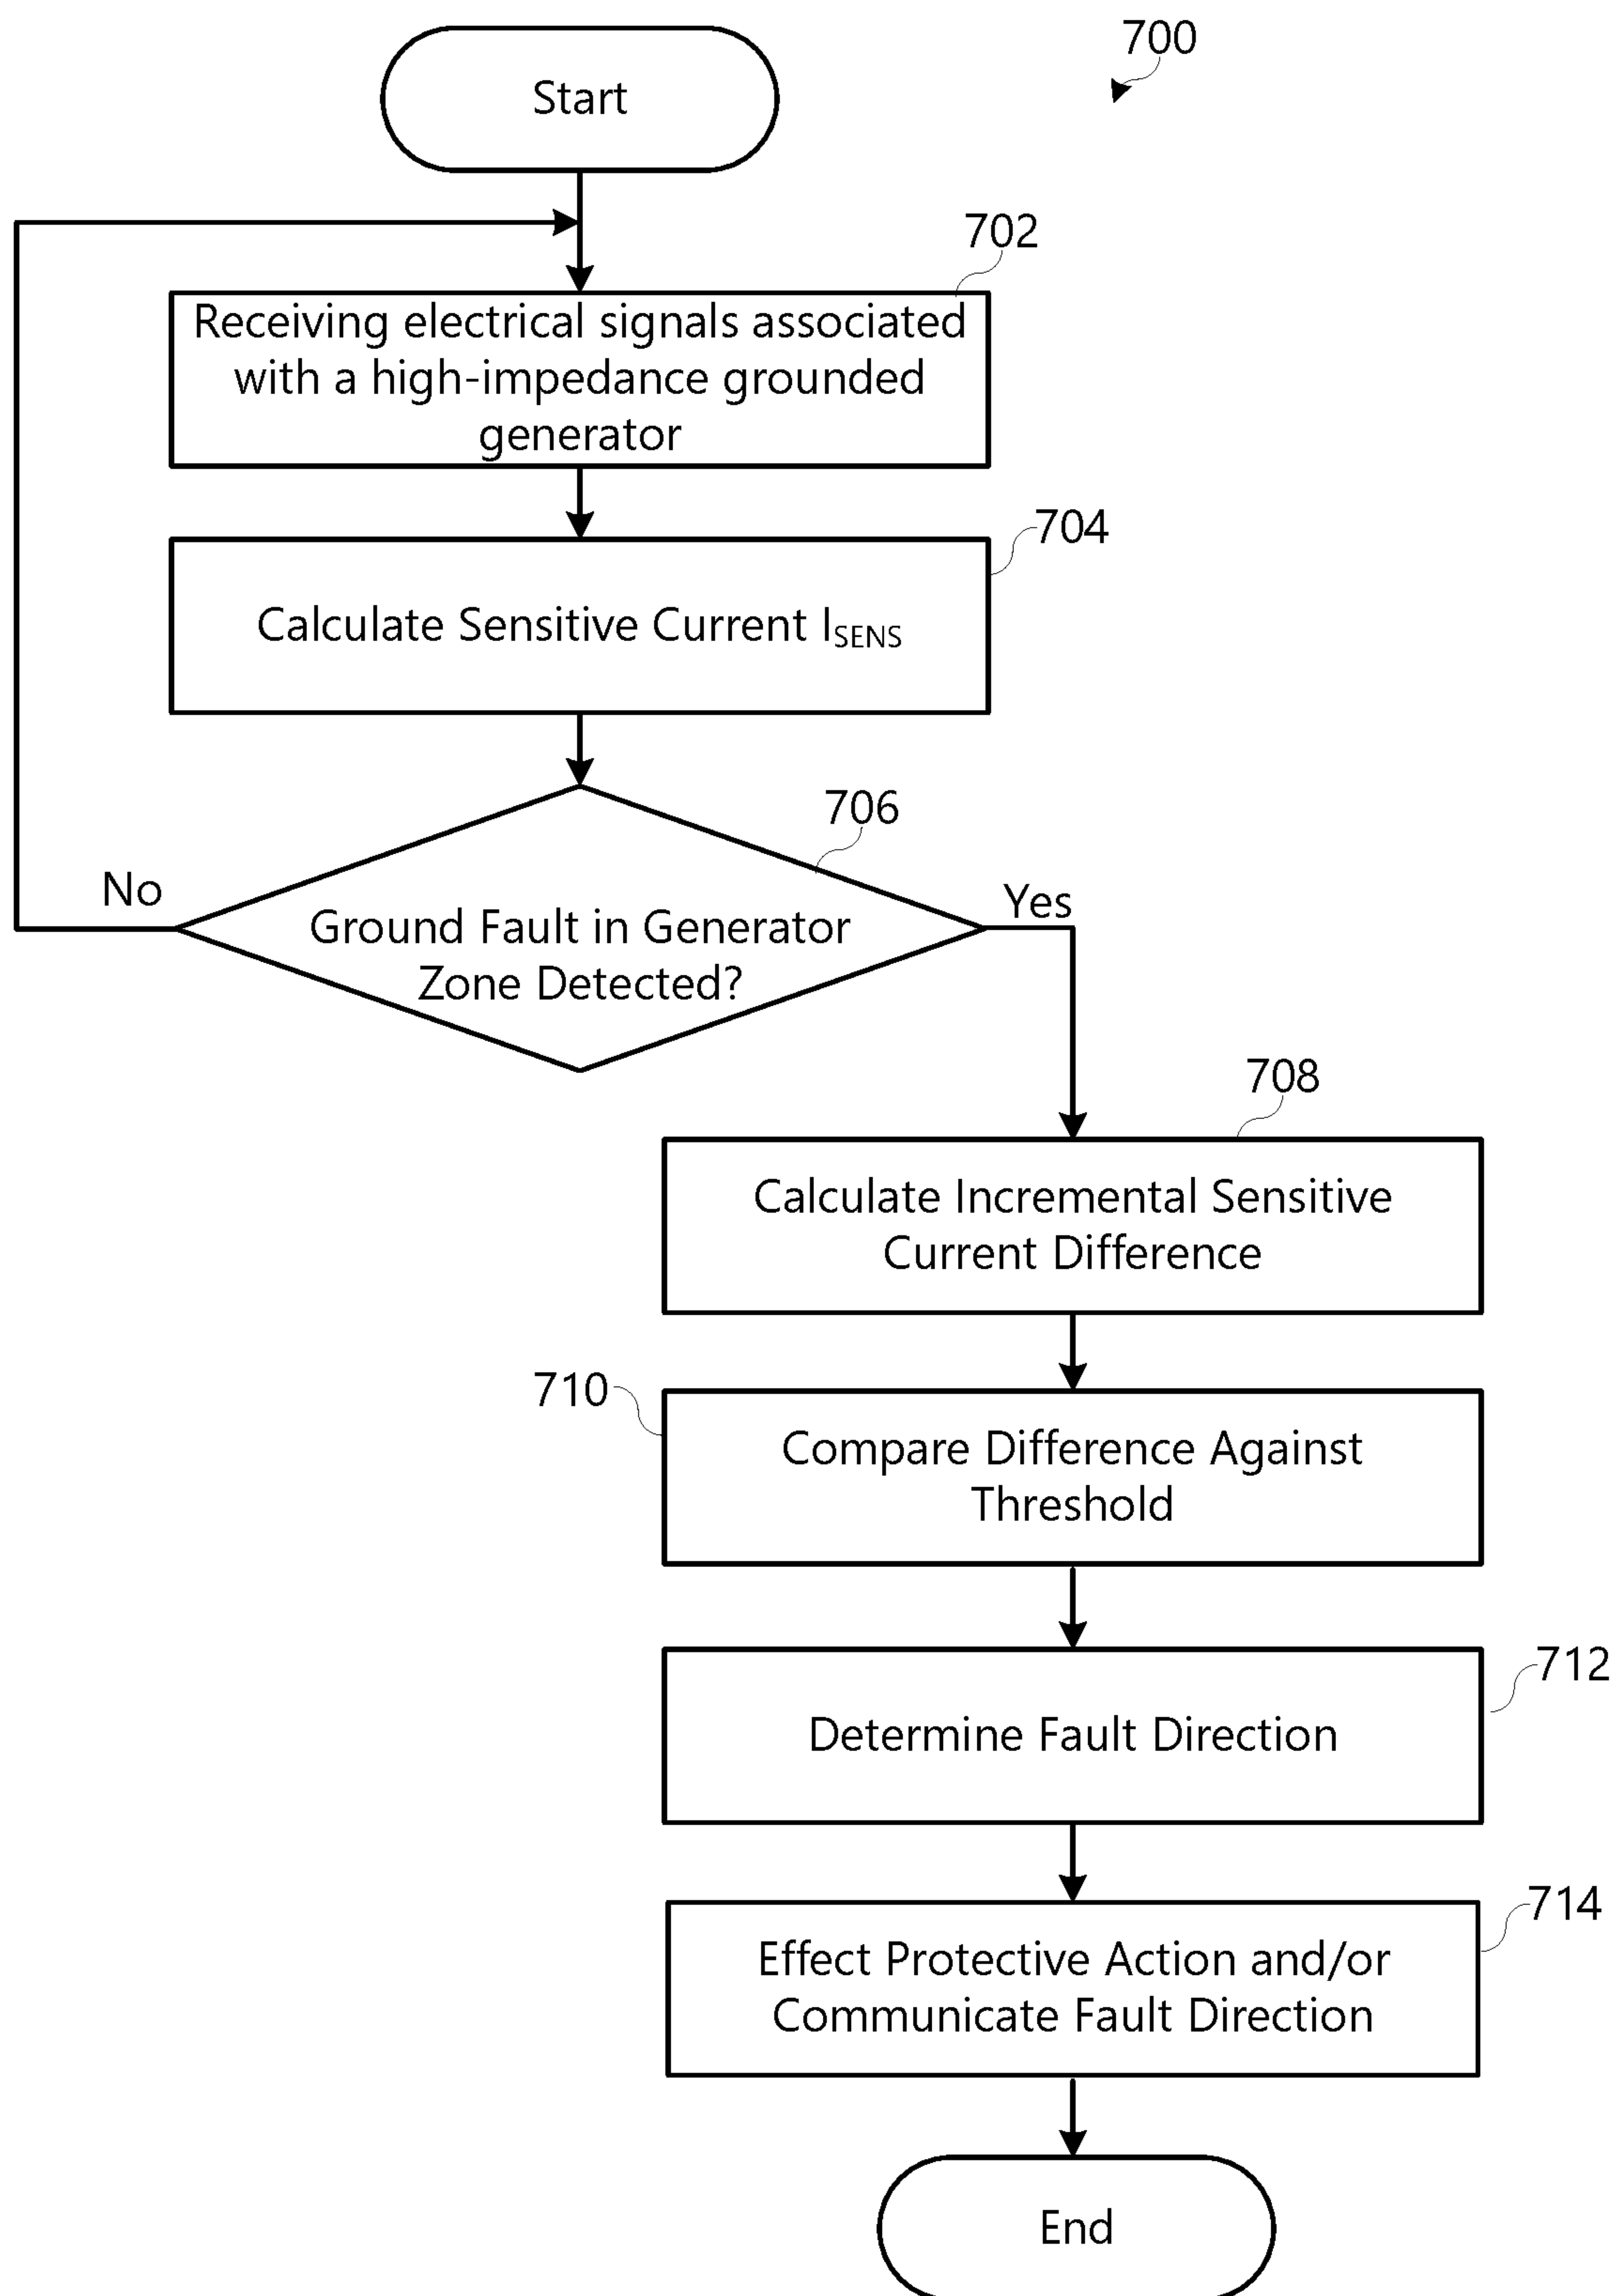 700
Start
702
Receiving electrical signals associated
with a high-impedance grounded
generator
704
Calculate Sensitive Current I_SENS
706
No
Yes
Ground Fault in Generator
Zone Detected?
708
Calculate Incremental Sensitive
Current Difference
710
Compare Difference Against
Threshold
712
Determine Fault Direction
714
Effect Protective Action and/or
Communicate Fault Direction
End